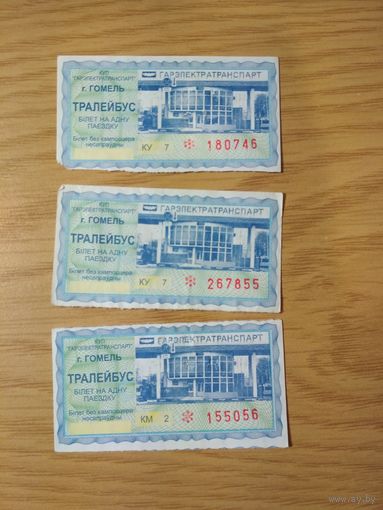 КУП
"ГАРЭЛЕКТРАТРАНСПАРТ"
г. ГОМЕЛЬ
ТРАЛЕЙБУС
БІЛЕТ НА АДНУ
ПАЕЗДКУ
Білет без кампосцера
несапраўдны
ГАРЭЛЕКТРАТРАНСПАРТ
КУ 7 180746
КУП
"ГАРЭЛЕКТРАТРАНСПАРТ"
г. ГОМЕЛЬ
ТРАЛЕЙБУС
БІЛЕТ НА АДНУ
ПАЕЗДКУ
Білет без кампосцера
несапраўдны
ГАРЭЛЕКТРАТРАНСПАРТ
КУ 7 267855
КУП
"ГАРЭЛЕКТРАТРАНСПАРТ"
г. ГОМЕЛЬ
ТРАЛЕЙБУС
БІЛЕТ НА АДНУ
ПАЕЗДКУ
Білет без кампосцера
несапраўдны
ГАРЭЛЕКТРАТРАНСПАРТ
КМ 2 155056
www.ay.by